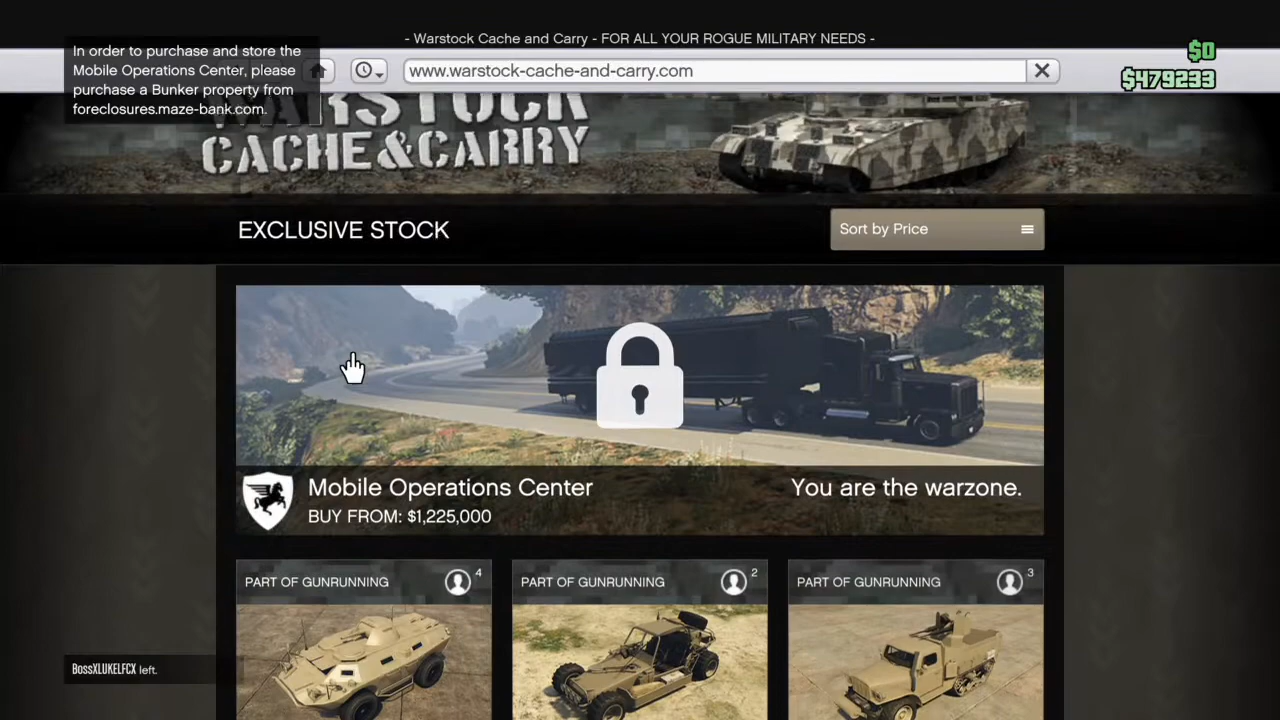 - Warstock Cache and Carry - FOR ALL YOUR ROGUE MILITARY NEEDS -
In order to purchase and store the
Mobile Operations Center, please
purchase a Bunker property from
foreclosures.maze-bank.com.
www.warstock-cache-and-carry.com
$0
$479233
WARSTOCK
CACHE&CARRY
EXCLUSIVE STOCK
Sort by Price
Mobile Operations Center
You are the warzone.
BUY FROM: $1,225,000
PART OF GUNRUNNING
4
PART OF GUNRUNNING
2
PART OF GUNRUNNING
3
BossXLUKELFCX left.